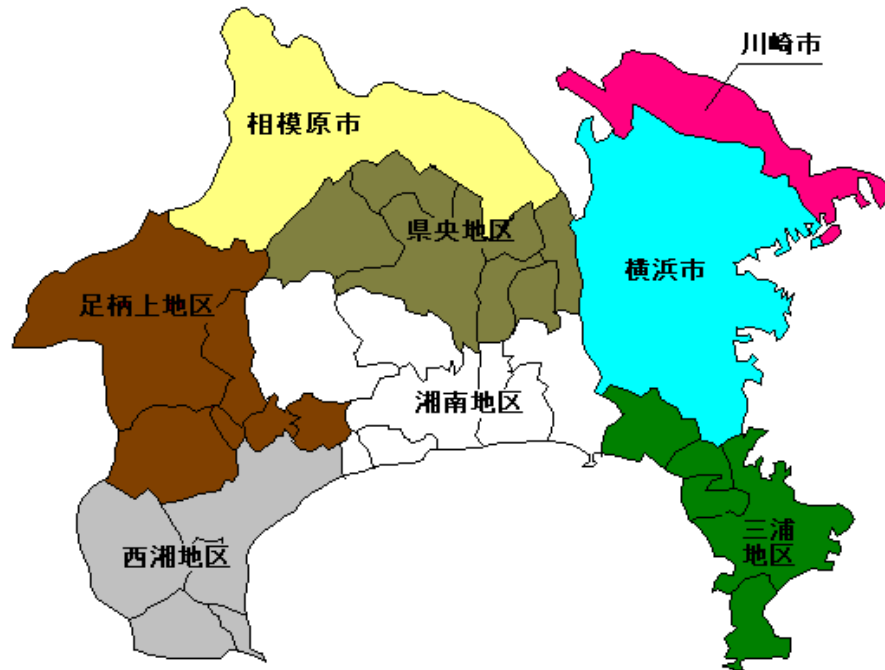 川崎市
相模原市
県央地区
横浜市
足柄上地区
湘南地区
三浦
地区
西湘地区